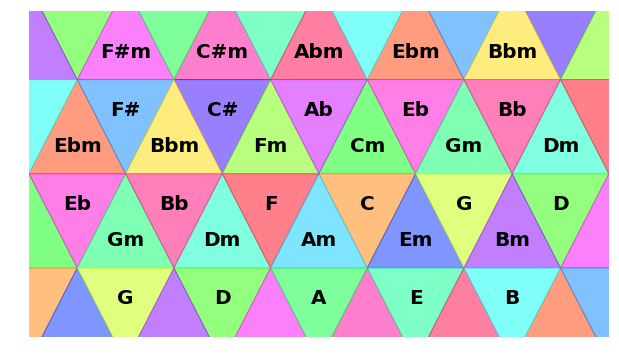 F#m C#m Abm Ebm Bbm
F# C# Ab Eb Bb
Ebm Bbm Fm Cm Gm Dm
Eb Bb F C G D
Gm Dm Am Em Bm
G D A E B